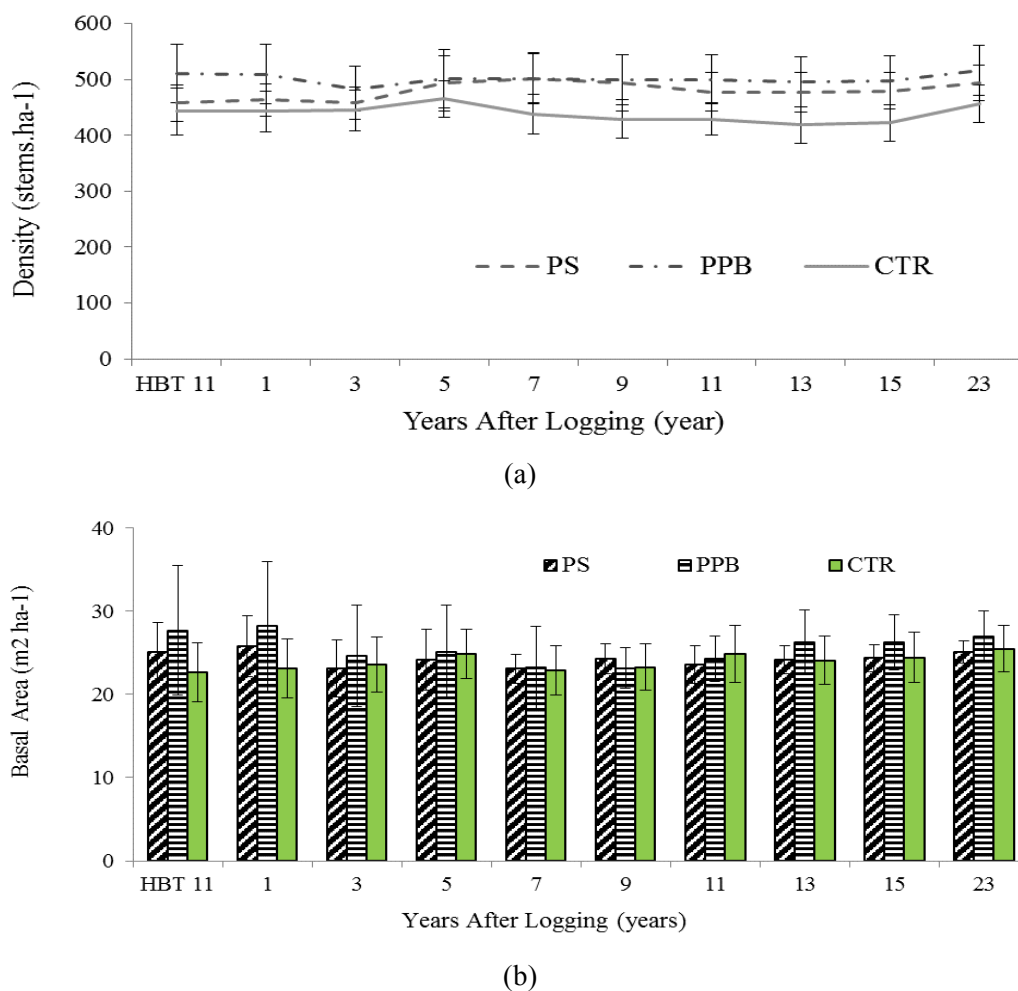 600
500
400
300
200
100
0
Density (stems.ha-1)
PS PPB CTR
HBT 11 1 3 5 7 9 11 13 15 23
Years After Logging (year)
(a)
40
30
20
10
0
Basal Area (m2 ha-1)
PS PPB CTR
HBT 11 1 3 5 7 9 11 13 15 23
Years After Logging (years)
(b)